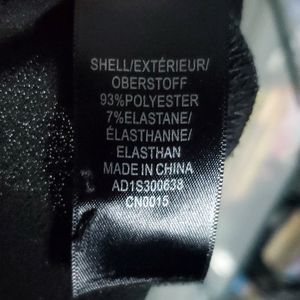 SHELL/EXTÉRIEUR/
OBERSTOFF
93%POLYESTER
7%ELASTANE/
ÉLASTHANNE/
ELASTHAN
MADE IN CHINA
AD1S300638
CN0015